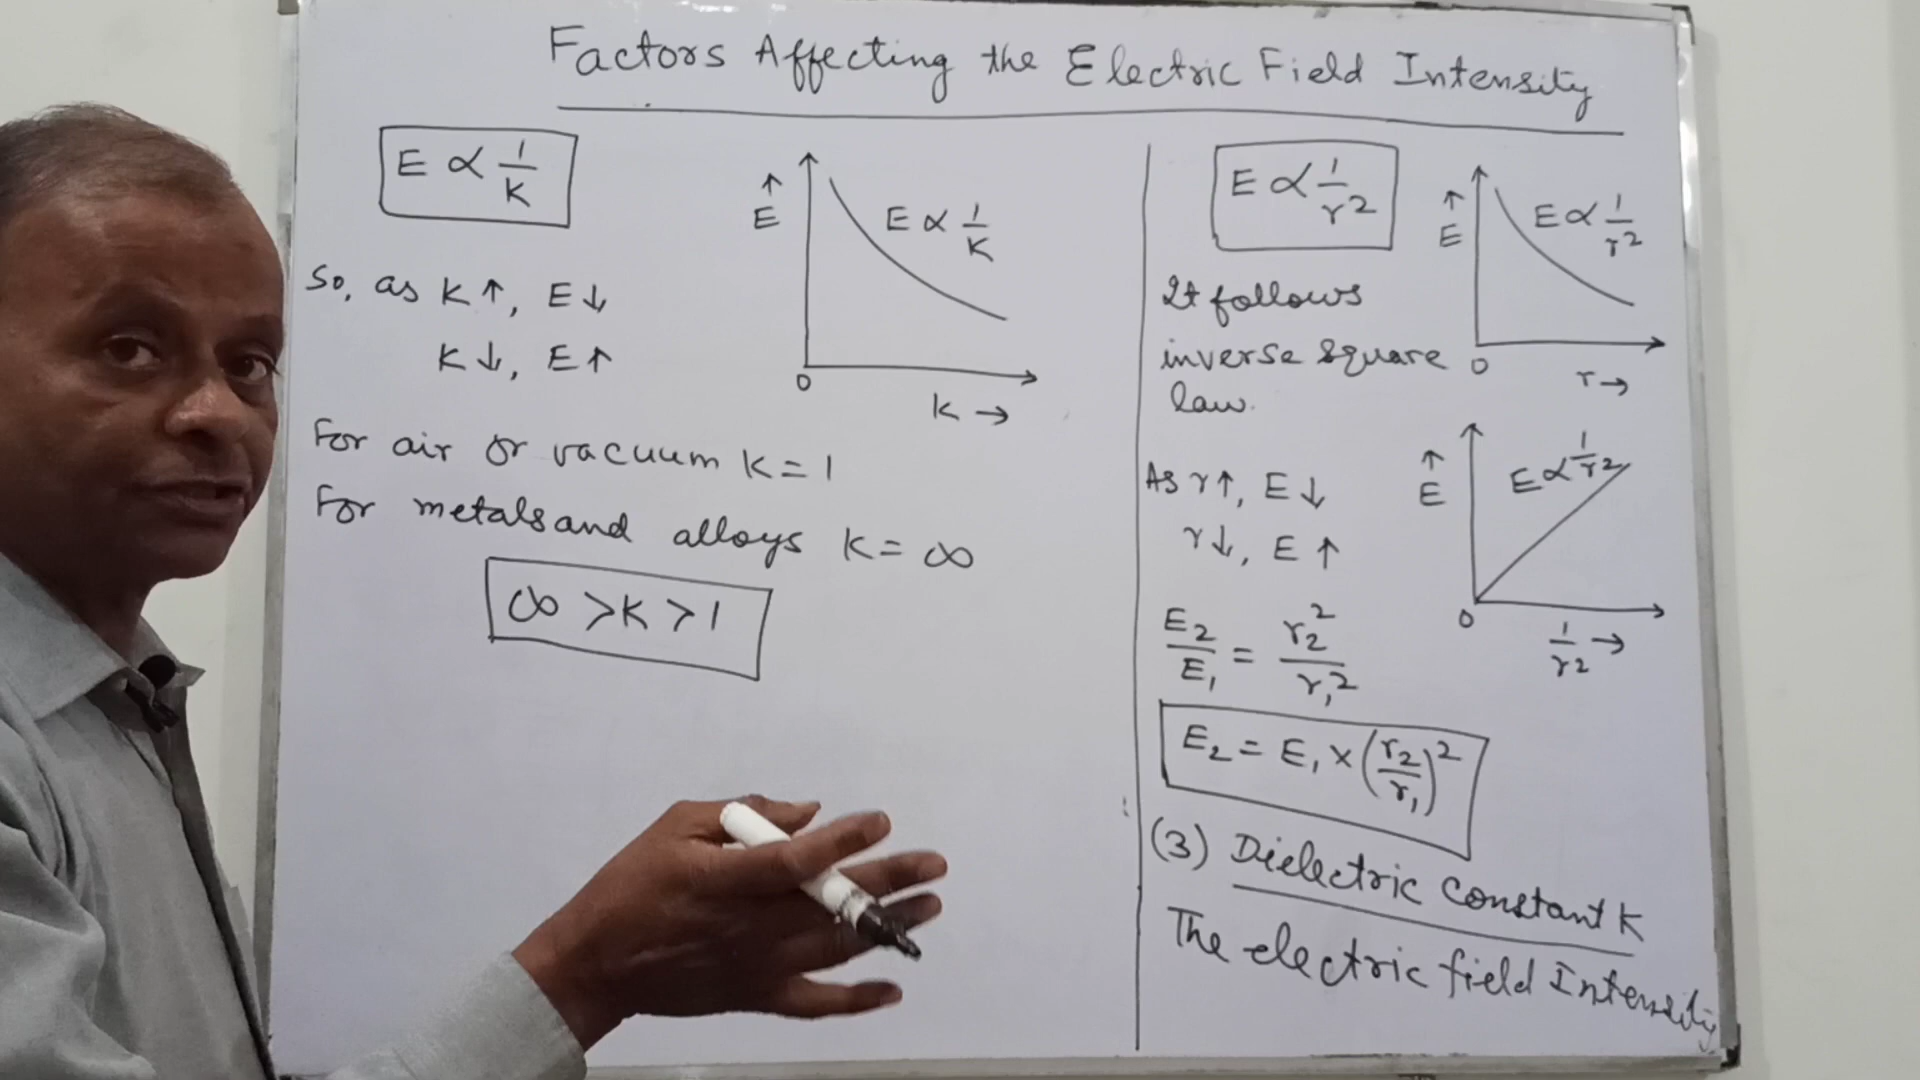 Factors Affecting the Electric Field Intensity
E ∝ 1/K
So, as K↑, E↓
K↓, E↑
↑
E
E ∝ 1/K
0
K →
For air or vacuum K = 1
For metals and alloys K = ∞
∞ > K > 1
E ∝ 1/r²
↑
E
E ∝ 1/r²
0
r →
It follows
inverse square
law.
As r↑, E↓
r↓, E↑
↑
E
E ∝ 1/r²
0
1/r² →
E₂/E₁ = r₂²/r₁²
E₂ = E₁ × (r₂/r₁)²
(3) Dielectric Constant K
The electric field Intensity